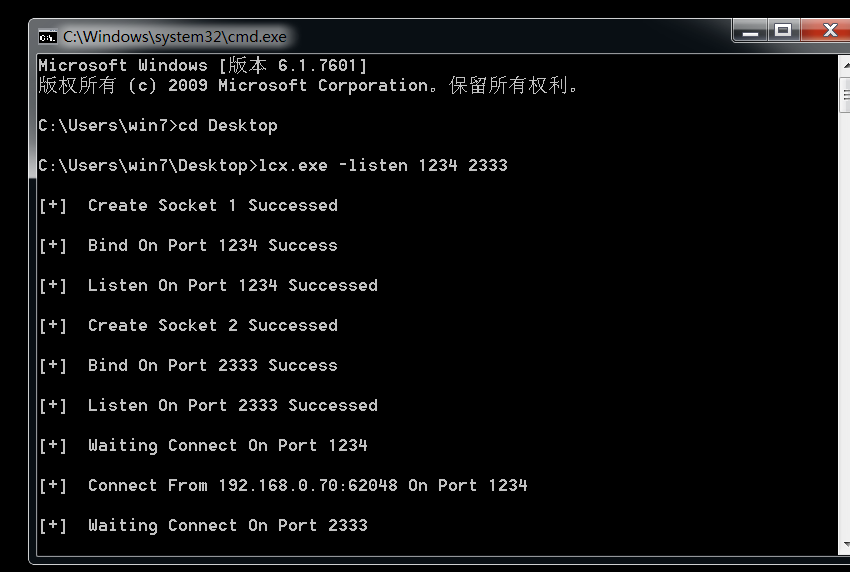 C:\Windows\system32\cmd.exe
Microsoft Windows [版本 6.1.7601]
版权所有 (c) 2009 Microsoft Corporation。保留所有权利。
C:\Users\win7>cd Desktop
C:\Users\win7\Desktop>lcx.exe -listen 1234 2333
[+]  Create Socket 1 Successed
[+]  Bind On Port 1234 Success
[+]  Listen On Port 1234 Successed
[+]  Create Socket 2 Successed
[+]  Bind On Port 2333 Success
[+]  Listen On Port 2333 Successed
[+]  Waiting Connect On Port 1234
[+]  Connect From 192.168.0.70:62048 On Port 1234
[+]  Waiting Connect On Port 2333